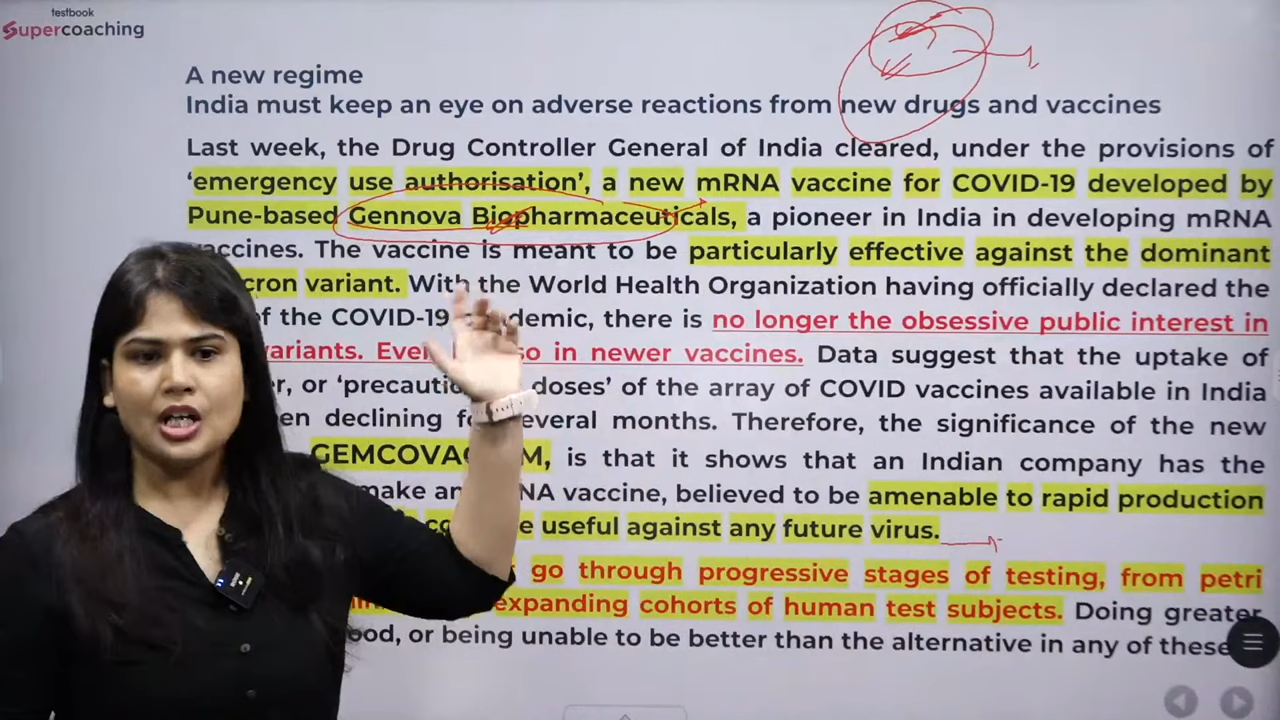 testbook
Supercoaching
A new regime
India must keep an eye on adverse reactions from new drugs and vaccines
Last week, the Drug Controller General of India cleared, under the provisions of
‘emergency use authorisation’, a new mRNA vaccine for COVID-19 developed by
Pune-based Gennova Biopharmaceuticals, a pioneer in India in developing mRNA
vaccines. The vaccine is meant to be particularly effective against the dominant
cron variant. With the World Health Organization having officially declared the
of the COVID-19 demic, there is no longer the obsessive public interest in
variants. Even so in newer vaccines. Data suggest that the uptake of
or ‘precautio doses’ of the array of COVID vaccines available in India
en declining for several months. Therefore, the significance of the new
GEMCOVAC M, is that it shows that an Indian company has the
make an NA vaccine, believed to be amenable to rapid production
useful against any future virus.
go through progressive stages of testing, from petri
expanding cohorts of human test subjects. Doing greater
ood, or being unable to be better than the alternative in any of these